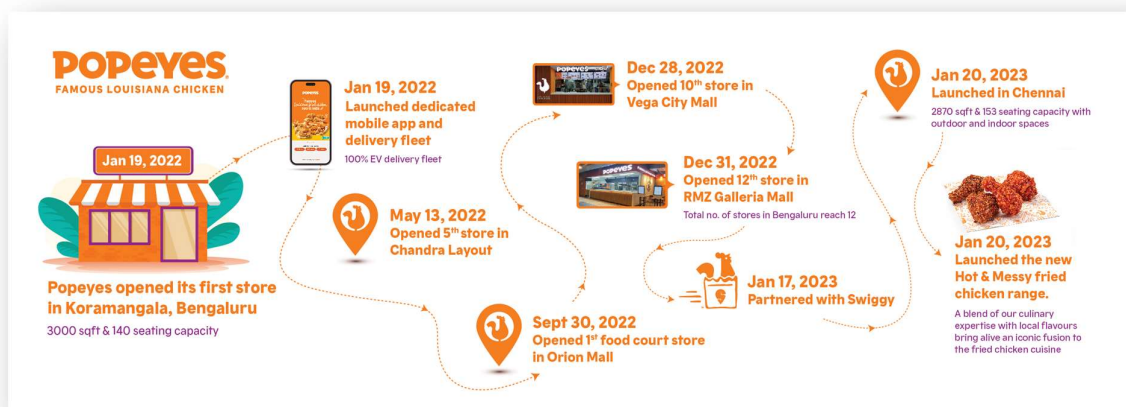 POPEYES
FAMOUS LOUISIANA CHICKEN
Jan 19, 2022
Popeyes opened its first store
in Koramangala, Bengaluru
3000 sqft & 140 seating capacity
Jan 19, 2022
Launched dedicated
mobile app and
delivery fleet
100% EV delivery fleet
May 13, 2022
Opened 5th store in
Chandra Layout
Sept 30, 2022
Opened 1st food court store
in Orion Mall
POPEYES
Dec 28, 2022
Opened 10th store in
Vega City Mall
POPEYES
Dec 31, 2022
Opened 12th store in
RMZ Galleria Mall
Total no. of stores in Bengaluru reach 12
Jan 17, 2023
Partnered with Swiggy
Jan 20, 2023
Launched in Chennai
2870 sqft & 153 seating capacity with
outdoor and indoor spaces
Jan 20, 2023
Launched the new
Hot & Messy fried
chicken range.
A blend of our culinary
expertise with local flavours
bring alive an iconic fusion to
the fried chicken cuisine